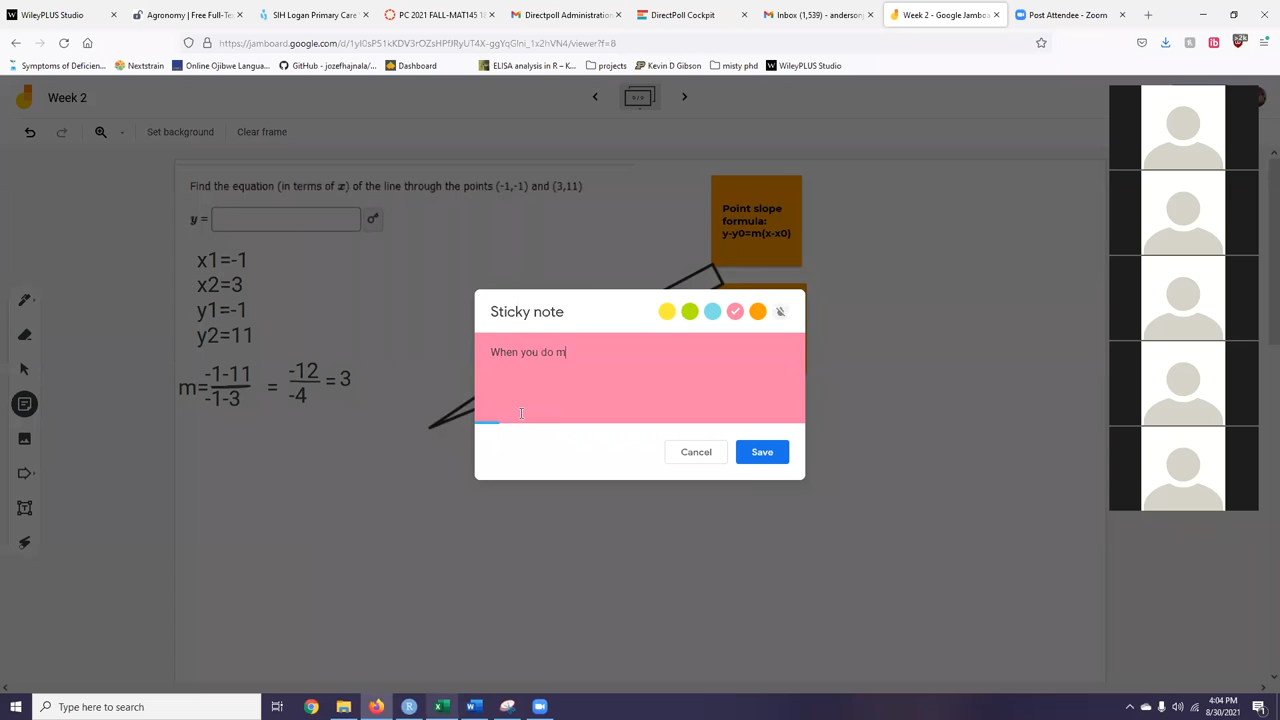 WileyPLUS
Agronomy | Free Full-Te
SIH Logan Primary Care
PC 2021 FALL-MAT145 18
Directpoll Administration
DirectPoll Cockpit
Inbox (1,539) - andersonj
Week 2 - Google Jamboa
Post Attendee - Zoom
https://jamboard.google.com/d/1yI0sP51kKDV3rOZsHPf9RyUT4X-ggYqrUni_1x2hVN4/viewer?f=8
Symptoms of Deficien...
Nextstrain
Online Ojibwe Langua...
GitHub - jozefhajnala/...
Dashboard
ELISA analysis in R – K...
projects
Kevin D Gibson
misty phd
WileyPLUS Studio
Week 2
Set background
Clear frame
Find the equation (in terms of x) of the line through the points (-1,-1) and (3,11)
y =
Point slope
formula:
y-y0=m(x-x0)
x1=-1
x2=3
y1=-1
y2=11
m= -1-11 / -1-3 = -12 / -4 = 3
Sticky note
When you do m
Cancel
Save
Type here to search
4:04 PM
8/30/2021